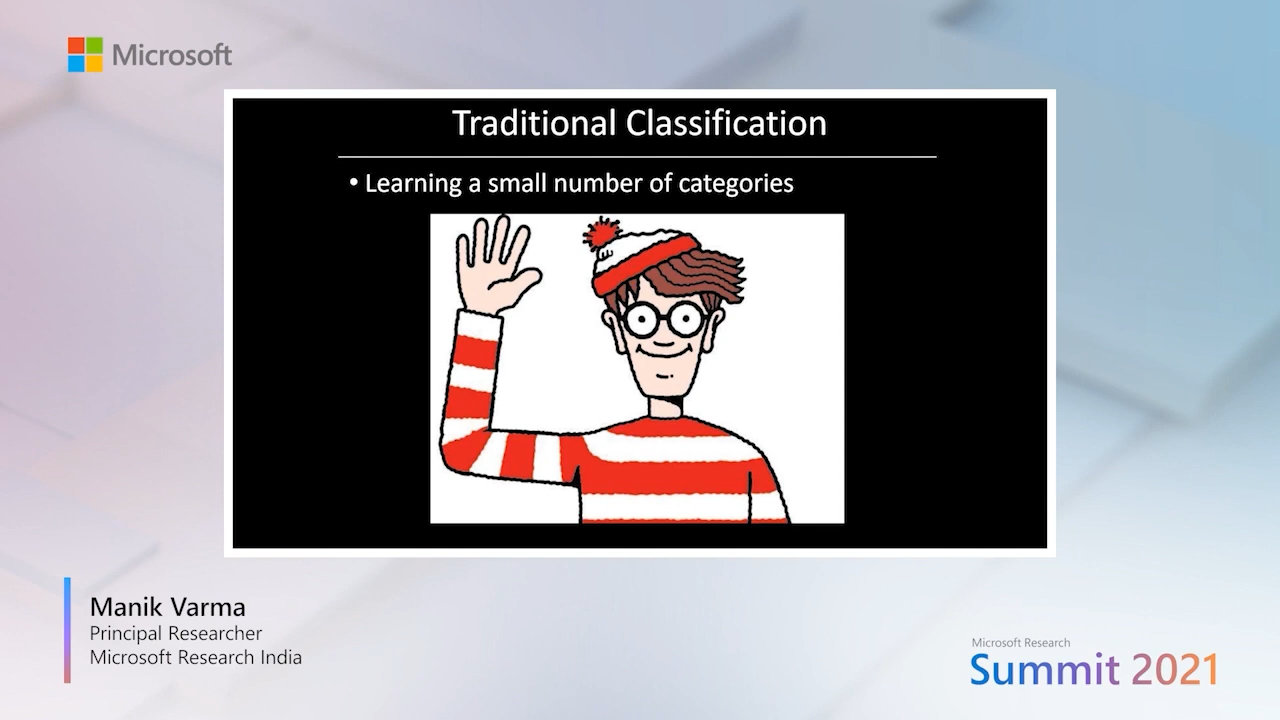 Microsoft
Traditional Classification
• Learning a small number of categories
Manik Varma
Principal Researcher
Microsoft Research India
Microsoft Research
Summit 2021